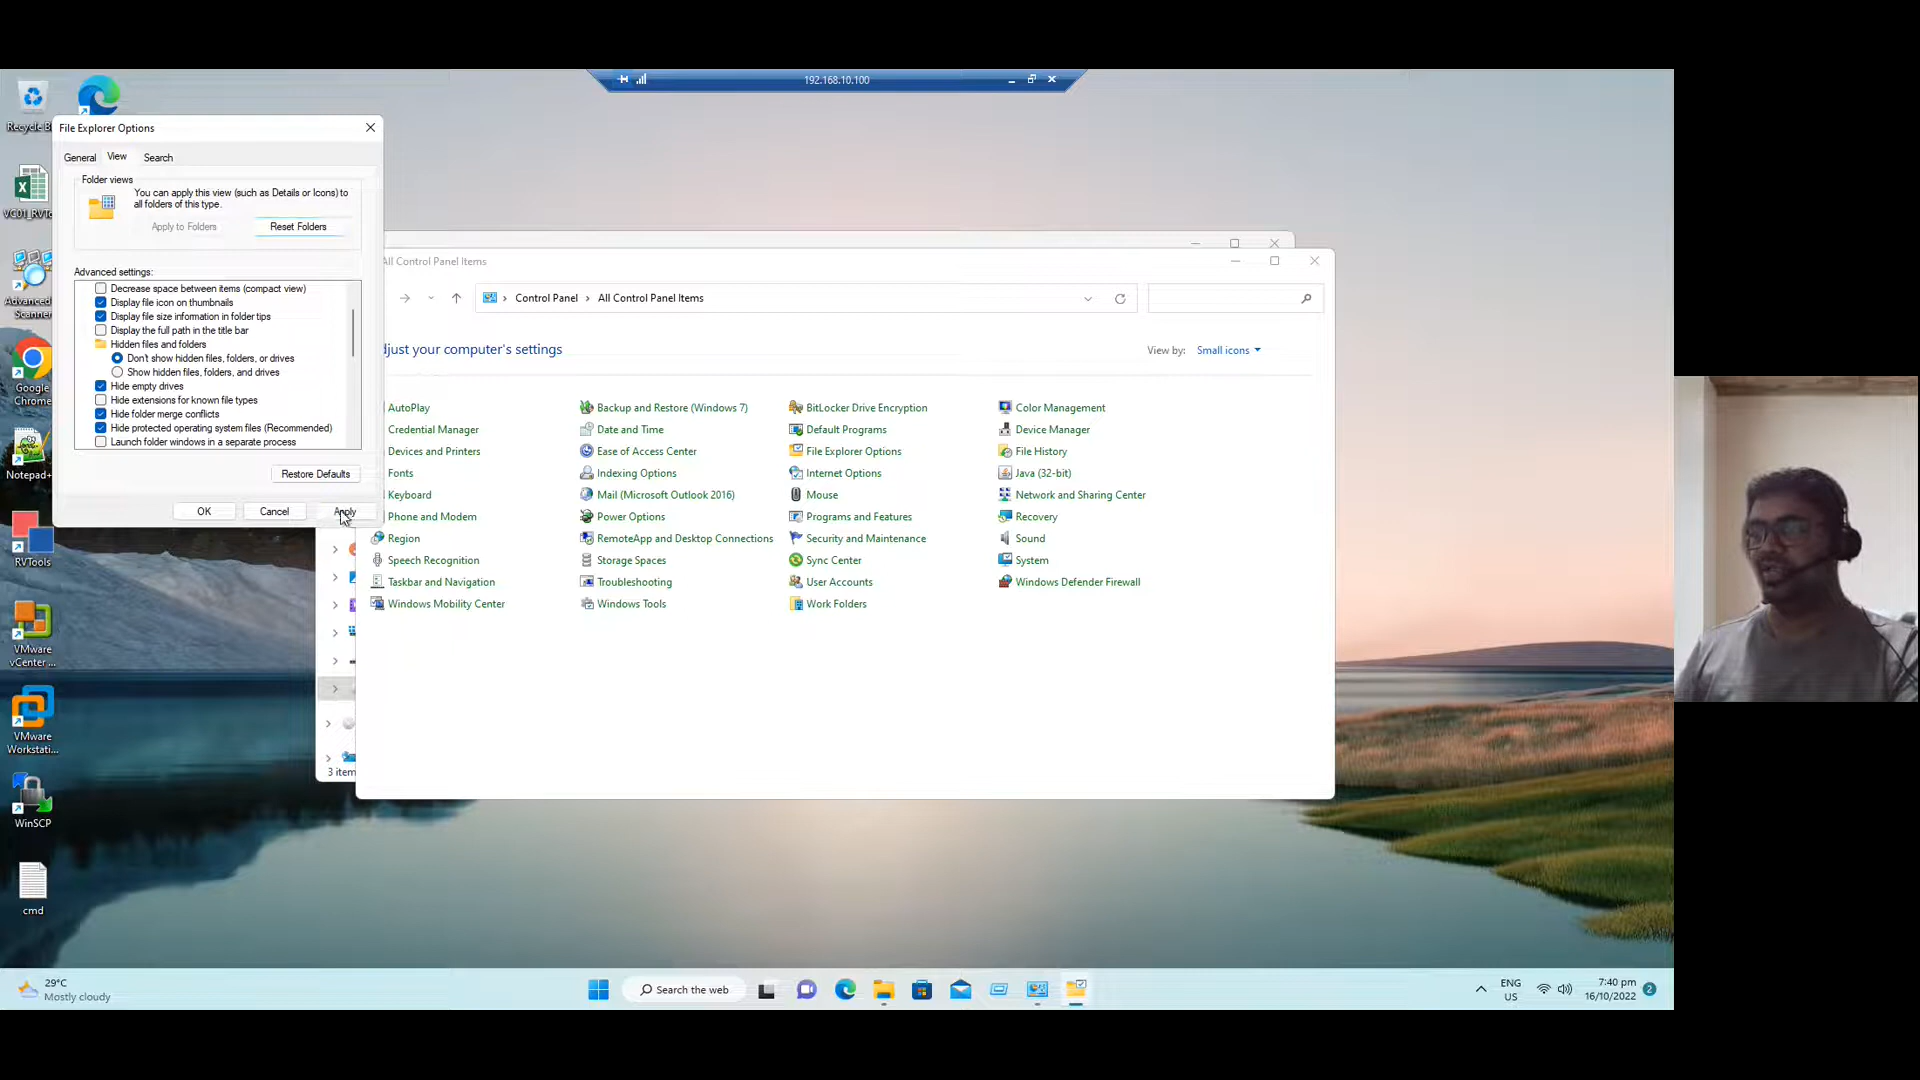 192.168.10.100
Recycle Bi
File Explorer Options
General
View
Search
Folder views
You can apply this view (such as Details or Icons) to
all folders of this type.
Apply to Folders
Reset Folders
Advanced settings:
Decrease space between items (compact view)
Display file icon on thumbnails
Display file size information in folder tips
Display the full path in the title bar
Hidden files and folders
Don't show hidden files, folders, or drives
Show hidden files, folders, and drives
Hide empty drives
Hide extensions for known file types
Hide folder merge conflicts
Hide protected operating system files (Recommended)
Launch folder windows in a separate process
Restore Defaults
OK
Cancel
Apply
VC01_RVTo
Advanced
Scanner
Google
Chrome
Notepad+
RVTools
VMware
vCenter ...
VMware
Workstati...
WinSCP
cmd
All Control Panel Items
Control Panel > All Control Panel Items
djust your computer's settings
View by: Small icons
AutoPlay
Backup and Restore (Windows 7)
BitLocker Drive Encryption
Color Management
Credential Manager
Date and Time
Default Programs
Device Manager
Devices and Printers
Ease of Access Center
File Explorer Options
File History
Fonts
Indexing Options
Internet Options
Java (32-bit)
Keyboard
Mail (Microsoft Outlook 2016)
Mouse
Network and Sharing Center
Phone and Modem
Power Options
Programs and Features
Recovery
Region
RemoteApp and Desktop Connections
Security and Maintenance
Sound
Speech Recognition
Storage Spaces
Sync Center
System
Taskbar and Navigation
Troubleshooting
User Accounts
Windows Defender Firewall
Windows Mobility Center
Windows Tools
Work Folders
3 item
29°C
Mostly cloudy
Search the web
ENG
US
7:40 pm
16/10/2022
2